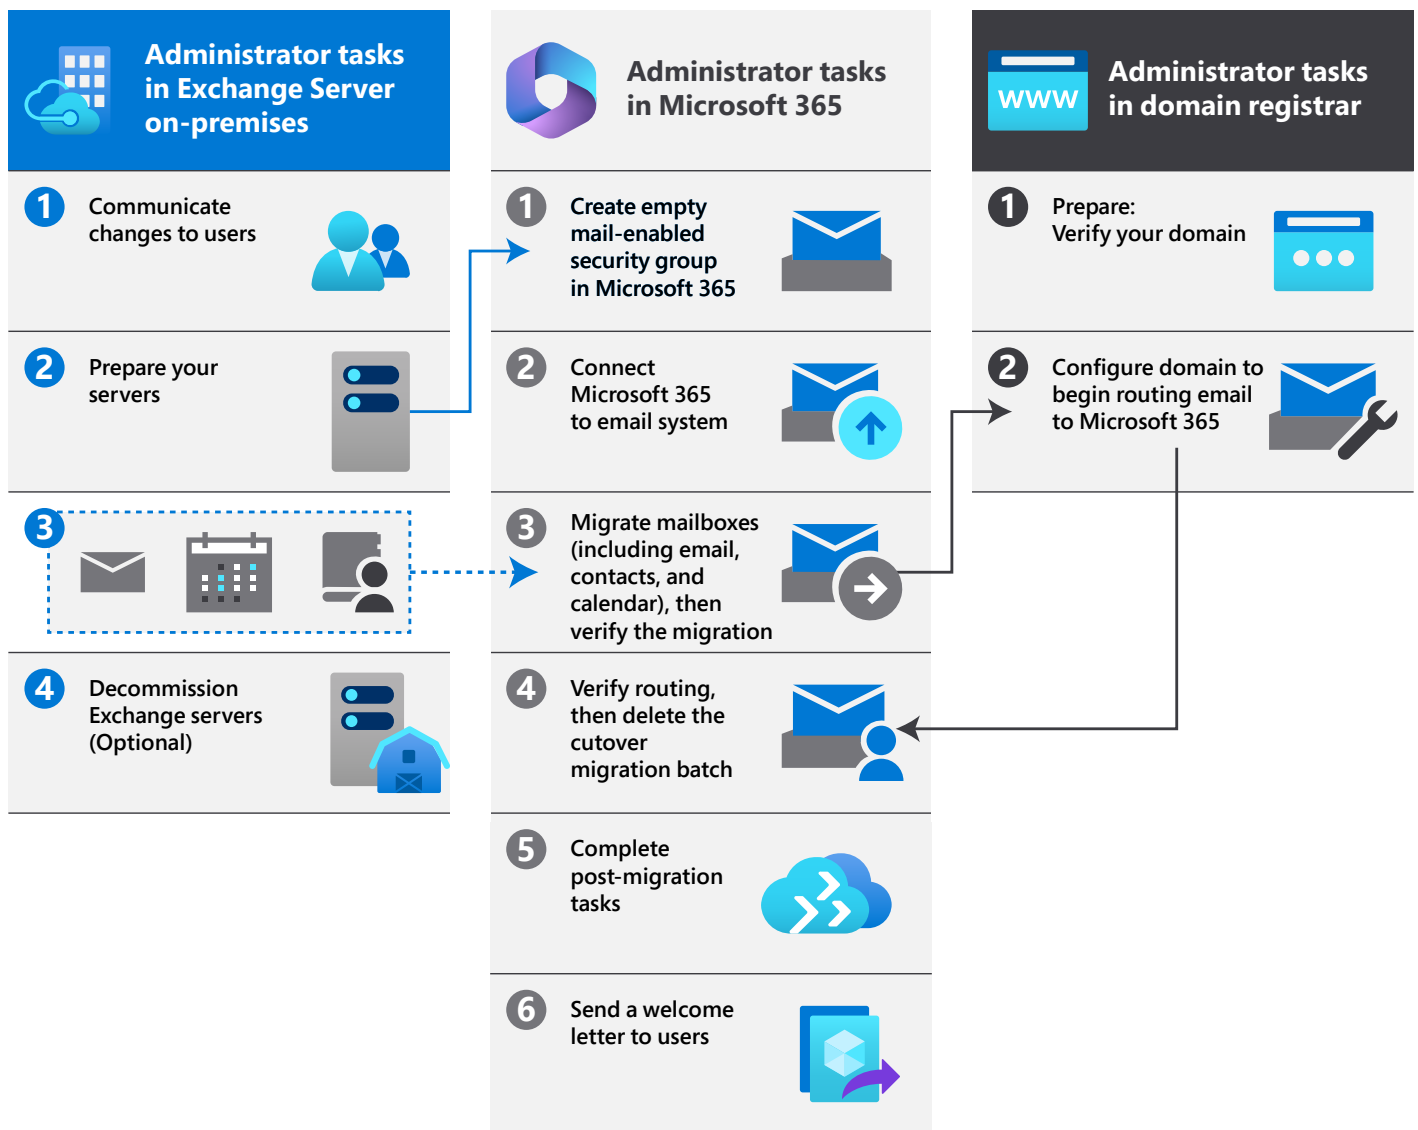 Administrator tasks
in Exchange Server
on-premises
1
Communicate
changes to users
2
Prepare your
servers
3
4
Decommission
Exchange servers
(Optional)
Administrator tasks
in Microsoft 365
1
Create empty
mail-enabled
security group
in Microsoft 365
2
Connect
Microsoft 365
to email system
3
Migrate mailboxes
(including email,
contacts, and
calendar), then
verify the migration
4
Verify routing,
then delete the
cutover
migration batch
5
Complete
post-migration
tasks
6
Send a welcome
letter to users
WWW
Administrator tasks
in domain registrar
1
Prepare:
Verify your domain
2
Configure domain to
begin routing email
to Microsoft 365